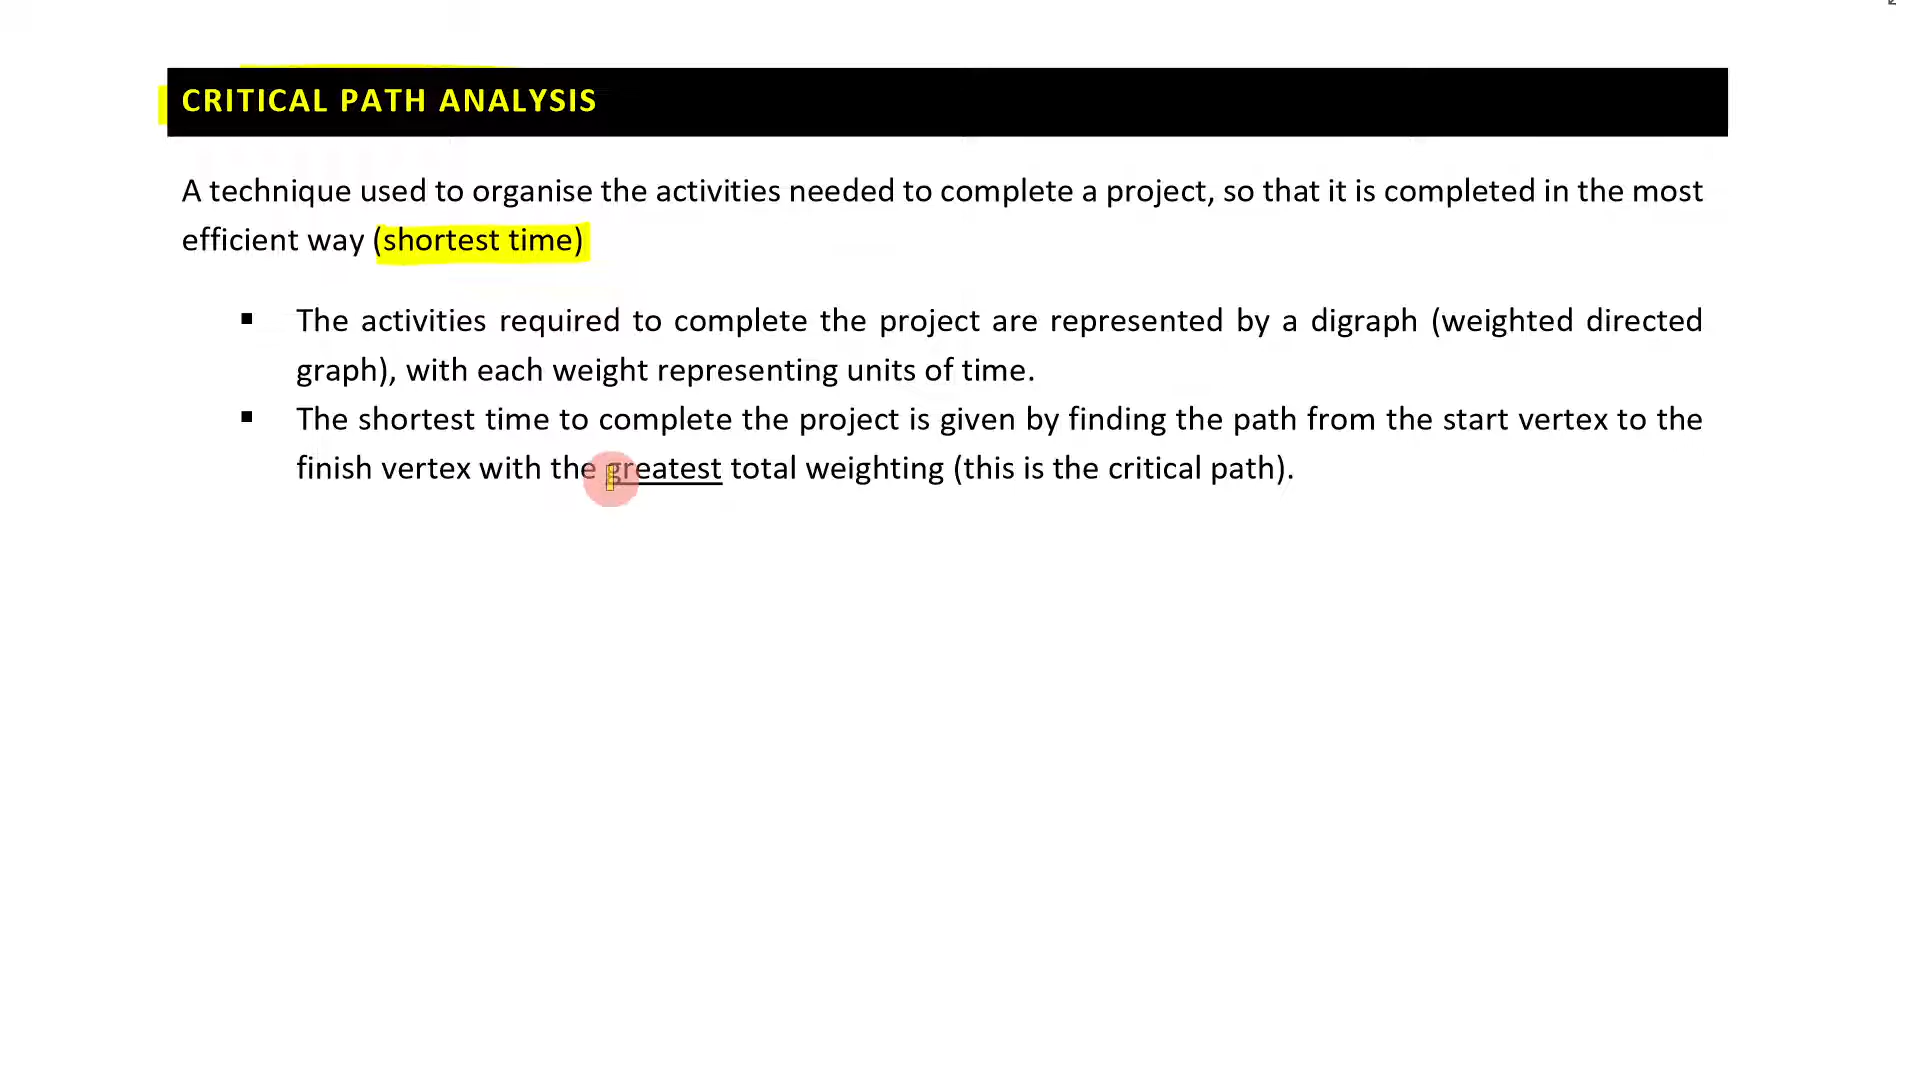 CRITICAL PATH ANALYSIS
A technique used to organise the activities needed to complete a project, so that it is completed in the most
efficient way (shortest time)
▪ The activities required to complete the project are represented by a digraph (weighted directed
graph), with each weight representing units of time.
▪ The shortest time to complete the project is given by finding the path from the start vertex to the
finish vertex with the greatest total weighting (this is the critical path).